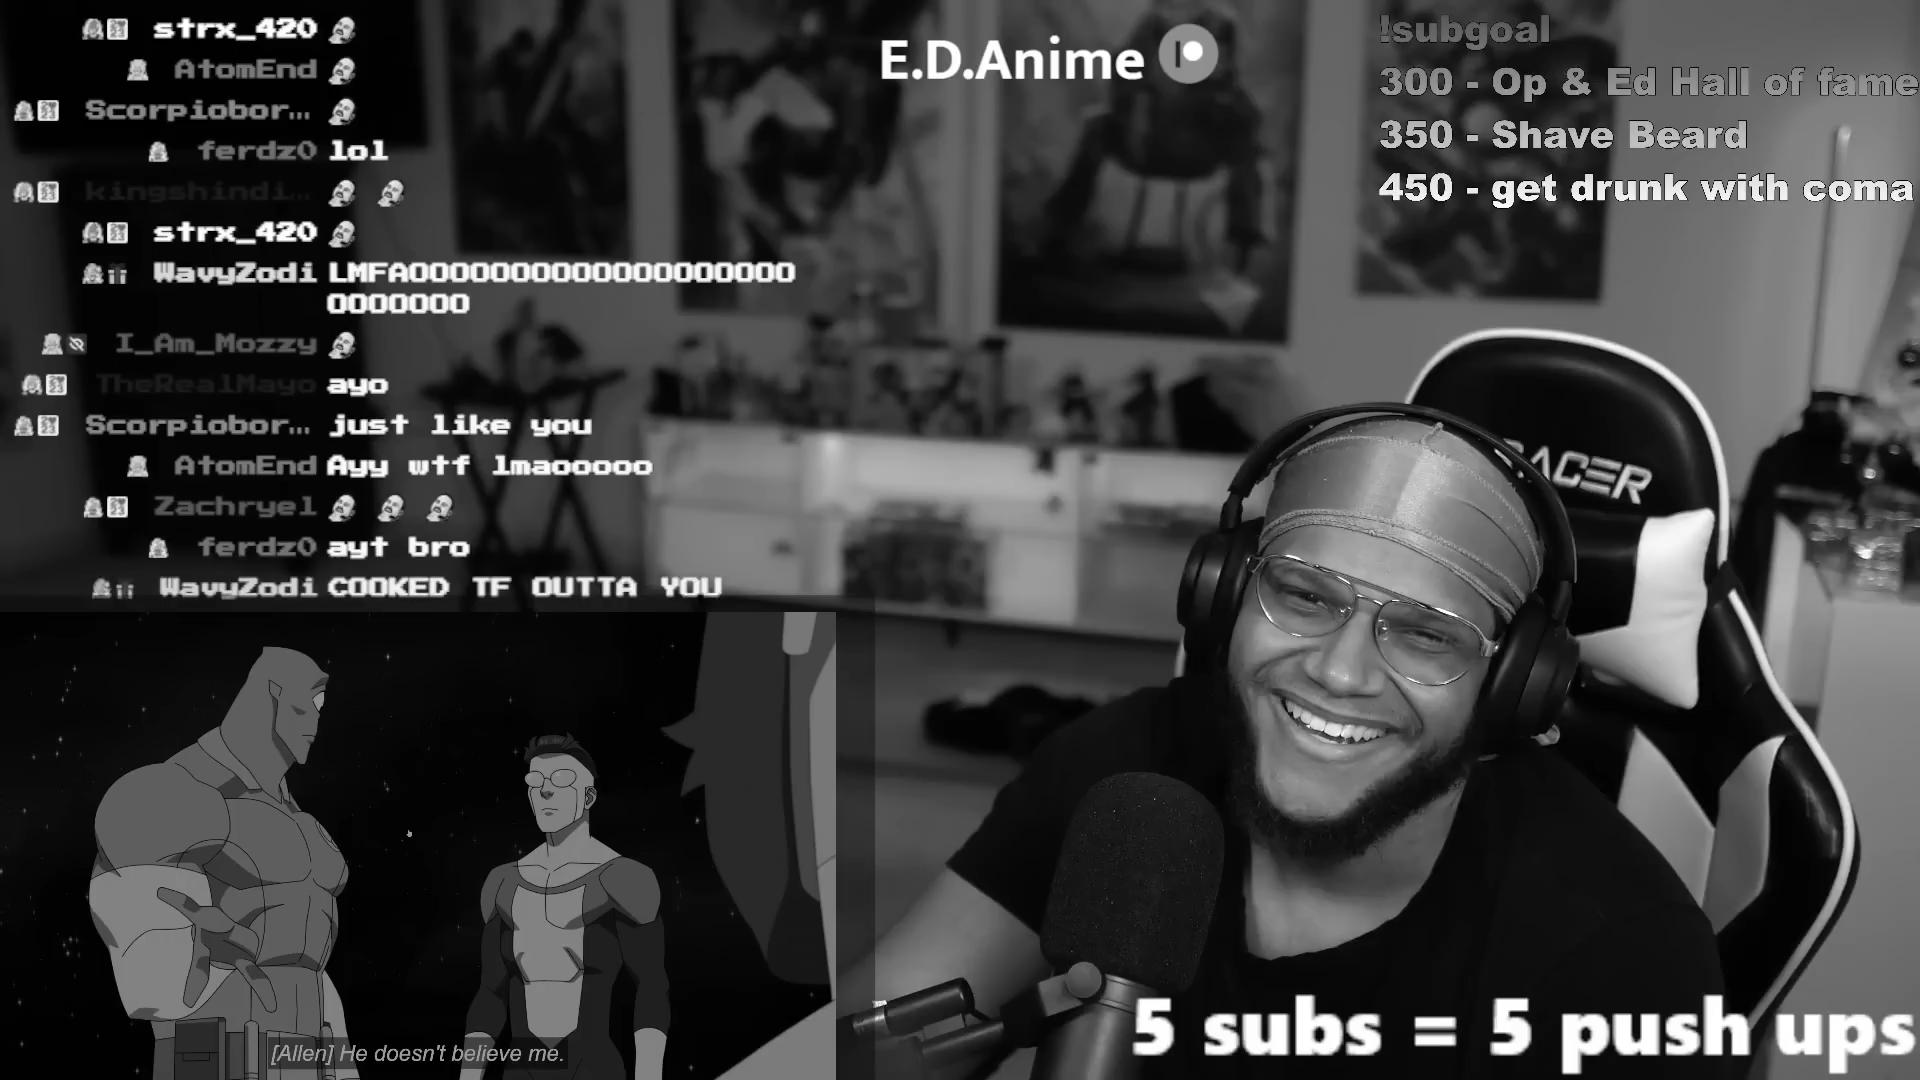 strx_420
AtomEnd
Scorpiobor...
ferdz0 lol
kingshindi...
strx_420
WavyZodi LMFAOOOOOOOOOOOOOOOOOOO
OOOOOOO
I_Am_Mozzy
TheRealMayo ayo
Scorpiobor... just like you
AtomEnd Ayy wtf lmaooooo
Zachryel
ferdz0 ayt bro
WavyZodi COOKED TF OUTTA YOU
E.D.Anime
!subgoal
300 - Op & Ed Hall of fame
350 - Shave Beard
450 - get drunk with coma
RACER
[Allen] He doesn't believe me.
5 subs = 5 push ups